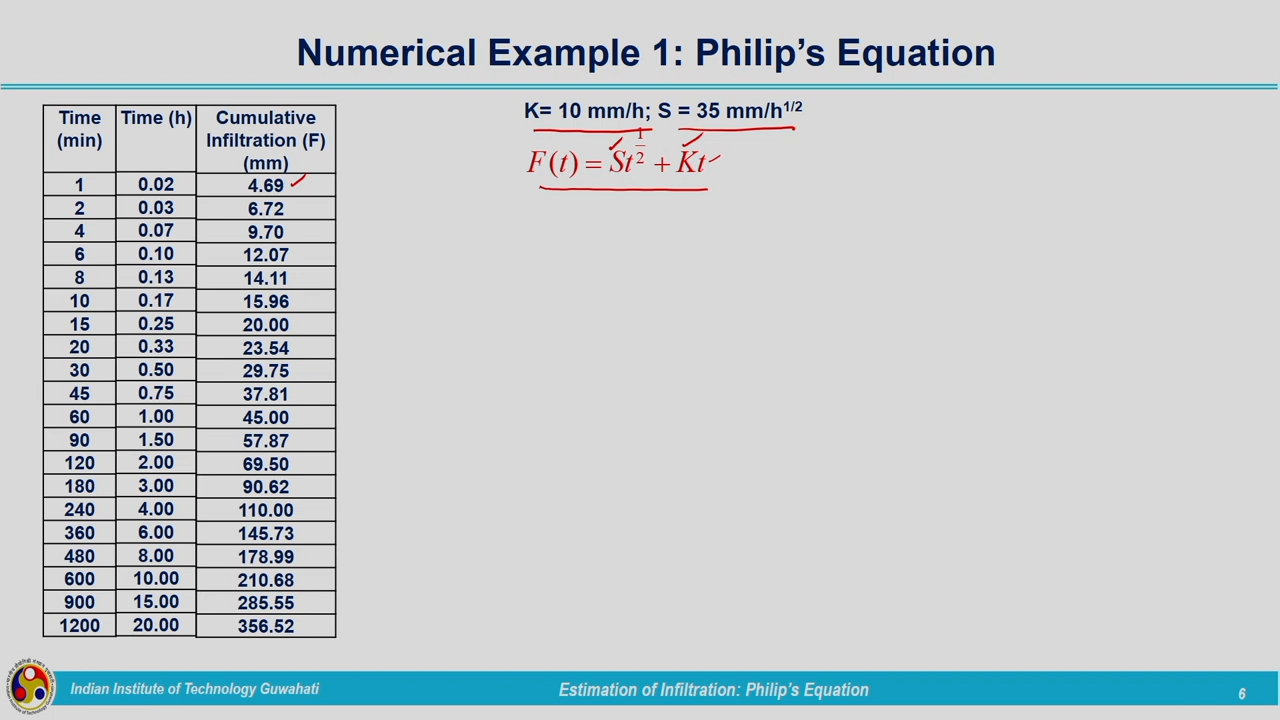 Numerical Example 1: Philip's Equation
Time (min) Time (h) Cumulative Infiltration (F) (mm)
1 0.02 4.69
2 0.03 6.72
4 0.07 9.70
6 0.10 12.07
8 0.13 14.11
10 0.17 15.96
15 0.25 20.00
20 0.33 23.54
30 0.50 29.75
45 0.75 37.81
60 1.00 45.00
90 1.50 57.87
120 2.00 69.50
180 3.00 90.62
240 4.00 110.00
360 6.00 145.73
480 8.00 178.99
600 10.00 210.68
900 15.00 285.55
1200 20.00 356.52
K= 10 mm/h; S = 35 mm/h^1/2
F(t) = St^1/2 + Kt
Indian Institute of Technology Guwahati
Estimation of Infiltration: Philip's Equation
6